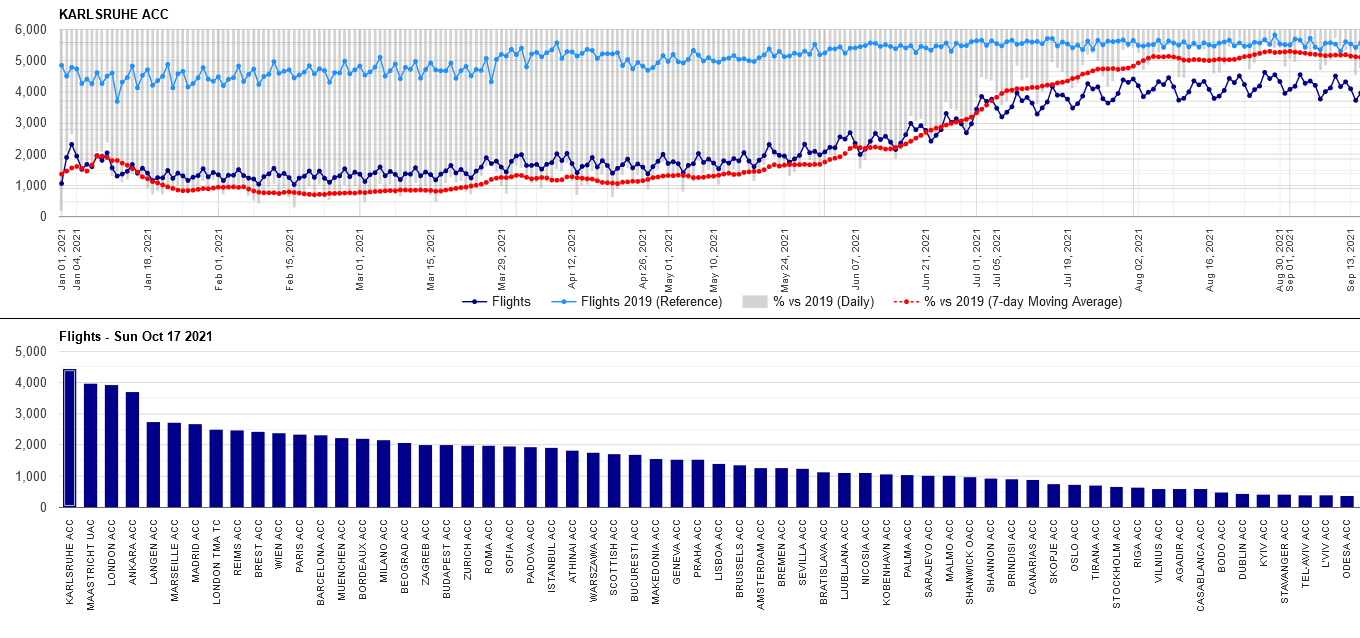 KARLSRUHE ACC
6,000
5,000
4,000
3,000
2,000
1,000
0
Jan 01, 2021
Jan 04, 2021
Jan 18, 2021
Feb 01, 2021
Feb 15, 2021
Mar 01, 2021
Mar 15, 2021
Mar 29, 2021
Apr 12, 2021
Apr 26, 2021
May 01, 2021
May 10, 2021
May 24, 2021
Jun 07, 2021
Jun 21, 2021
Jul 01, 2021
Jul 05, 2021
Jul 19, 2021
Aug 02, 2021
Aug 16, 2021
Aug 30, 2021
Sep 01, 2021
Sep 13, 2021
Flights
Flights 2019 (Reference)
% vs 2019 (Daily)
% vs 2019 (7-day Moving Average)
Flights - Sun Oct 17 2021
5,000
4,000
3,000
2,000
1,000
0
KARLSRUHE ACC
MAASTRICHT UAC
LONDON ACC
ANKARA ACC
LANGEN ACC
MARSEILLE ACC
MADRID ACC
LONDON TMA TC
REIMS ACC
BREST ACC
WIEN ACC
PARIS ACC
BARCELONA ACC
MUENCHEN ACC
BORDEAUX ACC
MILANO ACC
BEOGRAD ACC
ZAGREB ACC
BUDAPEST ACC
ZURICH ACC
ROMA ACC
SOFIA ACC
PADOVA ACC
ISTANBUL ACC
ATHINAI ACC
WARSZAWA ACC
SCOTTISH ACC
BUCURESTI ACC
MAKEDONIA ACC
GENEVA ACC
PRAHA ACC
LISBOA ACC
BRUSSELS ACC
AMSTERDAM ACC
BREMEN ACC
SEVILLA ACC
BRATISLAVA ACC
LJUBLJANA ACC
NICOSIA ACC
KOBENHAVN ACC
PALMA ACC
SARAJEVO ACC
MALMO ACC
SHANWICK OACC
SHANNON ACC
BRINDISI ACC
CANARIAS ACC
SKOPJE ACC
OSLO ACC
TIRANA ACC
STOCKHOLM ACC
RIGA ACC
VILNIUS ACC
AGADIR ACC
CASABLANCA ACC
BODO ACC
DUBLIN ACC
KYIV ACC
STAVANGER ACC
TEL-AVIV ACC
L'VIV ACC
ODESA ACC